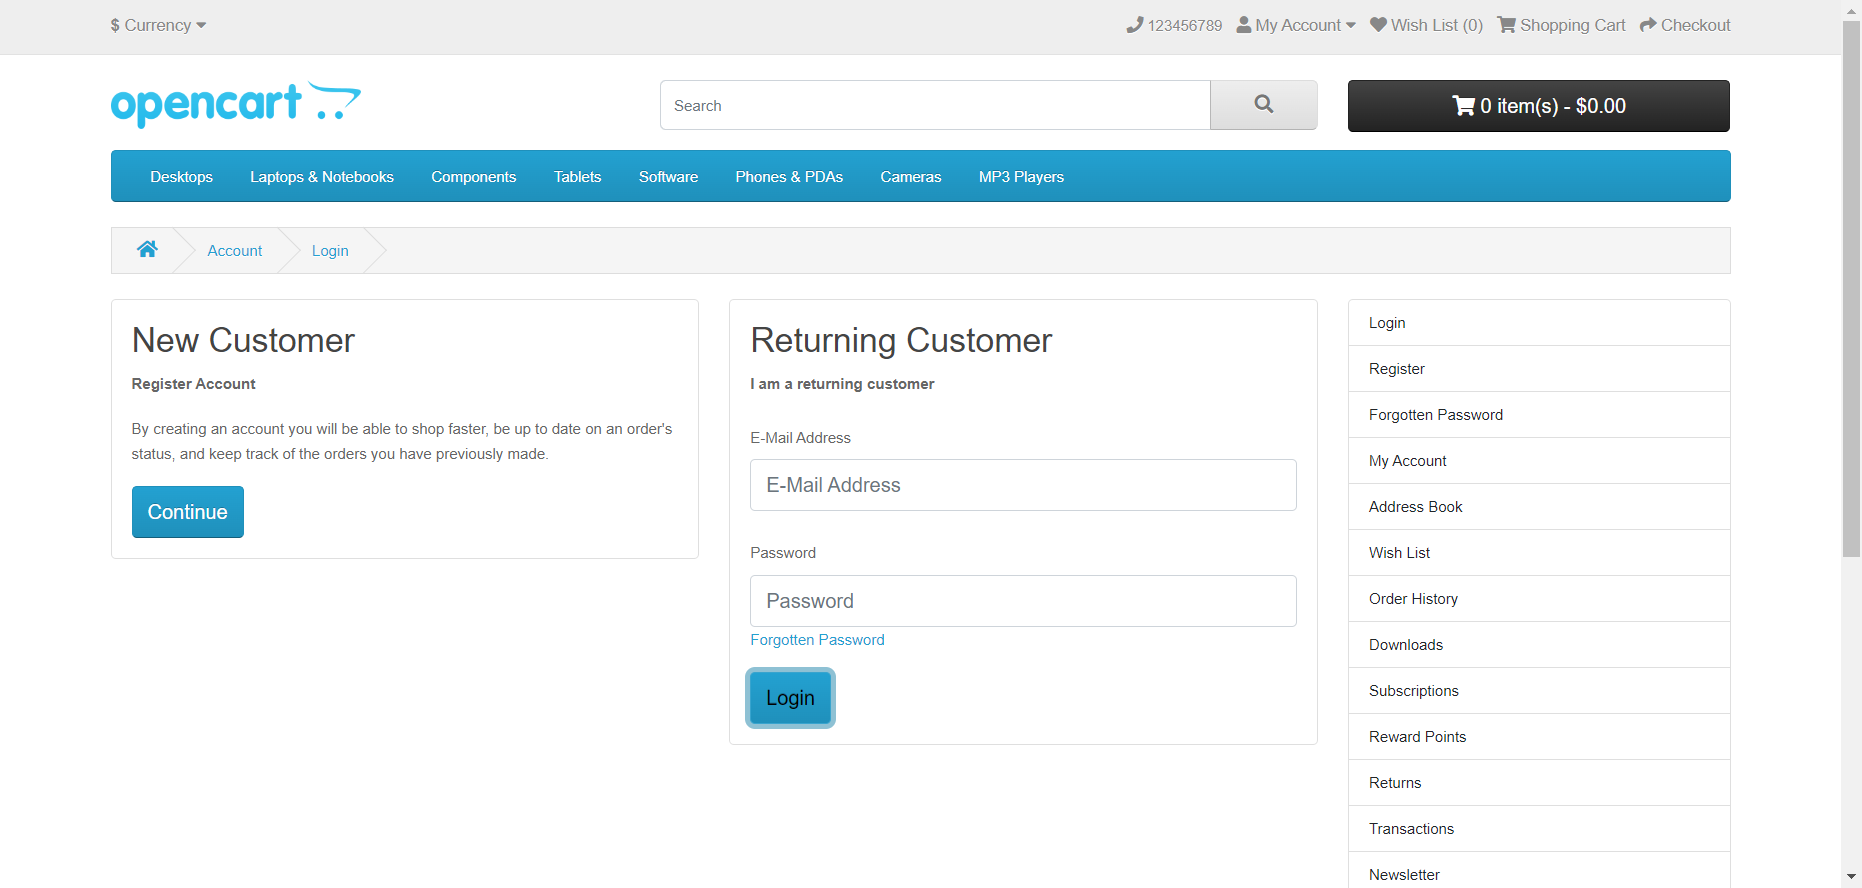 $ Currency
123456789 My Account Wish List (0) Shopping Cart Checkout
opencart
Search
0 item(s) - $0.00
Desktops Laptops & Notebooks Components Tablets Software Phones & PDAs Cameras MP3 Players
Account Login
New Customer
Register Account
By creating an account you will be able to shop faster, be up to date on an order's
status, and keep track of the orders you have previously made.
Continue
Returning Customer
I am a returning customer
E-Mail Address
E-Mail Address
Password
Password
Forgotten Password
Login
Login
Register
Forgotten Password
My Account
Address Book
Wish List
Order History
Downloads
Subscriptions
Reward Points
Returns
Transactions
Newsletter